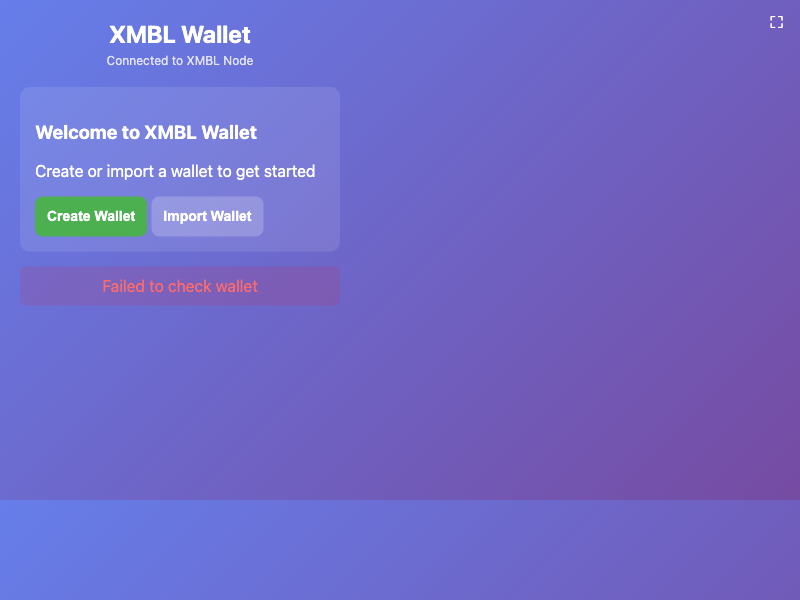 XMBL Wallet
Connected to XMBL Node
Welcome to XMBL Wallet
Create or import a wallet to get started
Create Wallet Import Wallet
Failed to check wallet